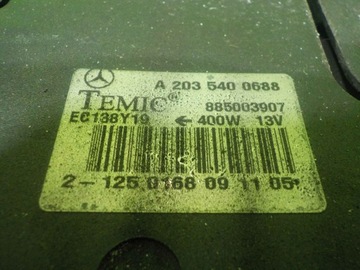 A 203 540 0688
TEMIC®
885003907
EC138Y19
← 400W 13V
2-125 0168 09 11 05